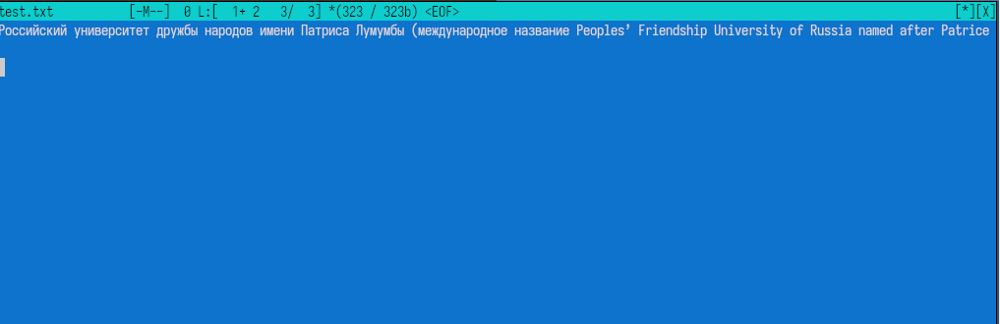 test.txt [-M--] 0 L:[ 1+ 2 3/ 3] *(323 / 323b) <EOF> [*][X]
Российский университет дружбы народов имени Патриса Лумумбы (международное название Peoples’ Friendship University of Russia named after Patrice